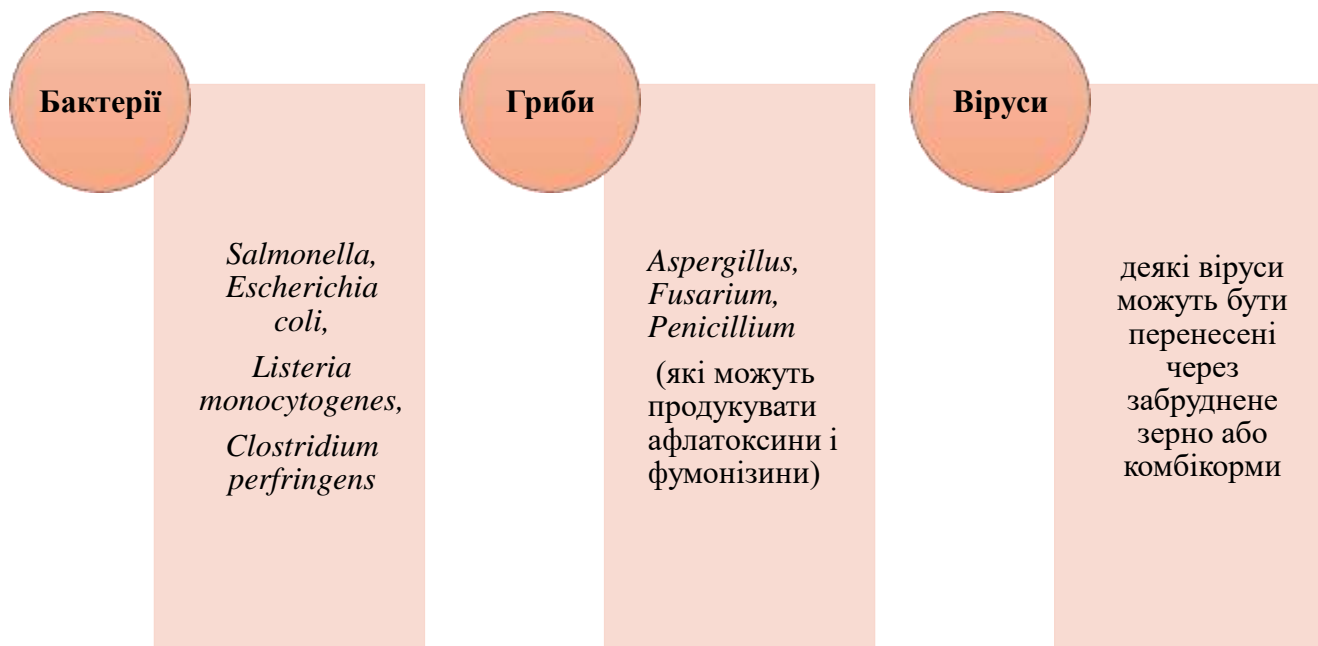 Бактерії
Salmonella,
Escherichia
coli,
Listeria
monocytogenes,
Clostridium
perfringens
Гриби
Aspergillus,
Fusarium,
Penicillium
(які можуть
продукувати
афлатоксини і
фумонізини)
Віруси
деякі віруси
можуть бути
перенесені
через
забруднене
зерно або
комбікорми